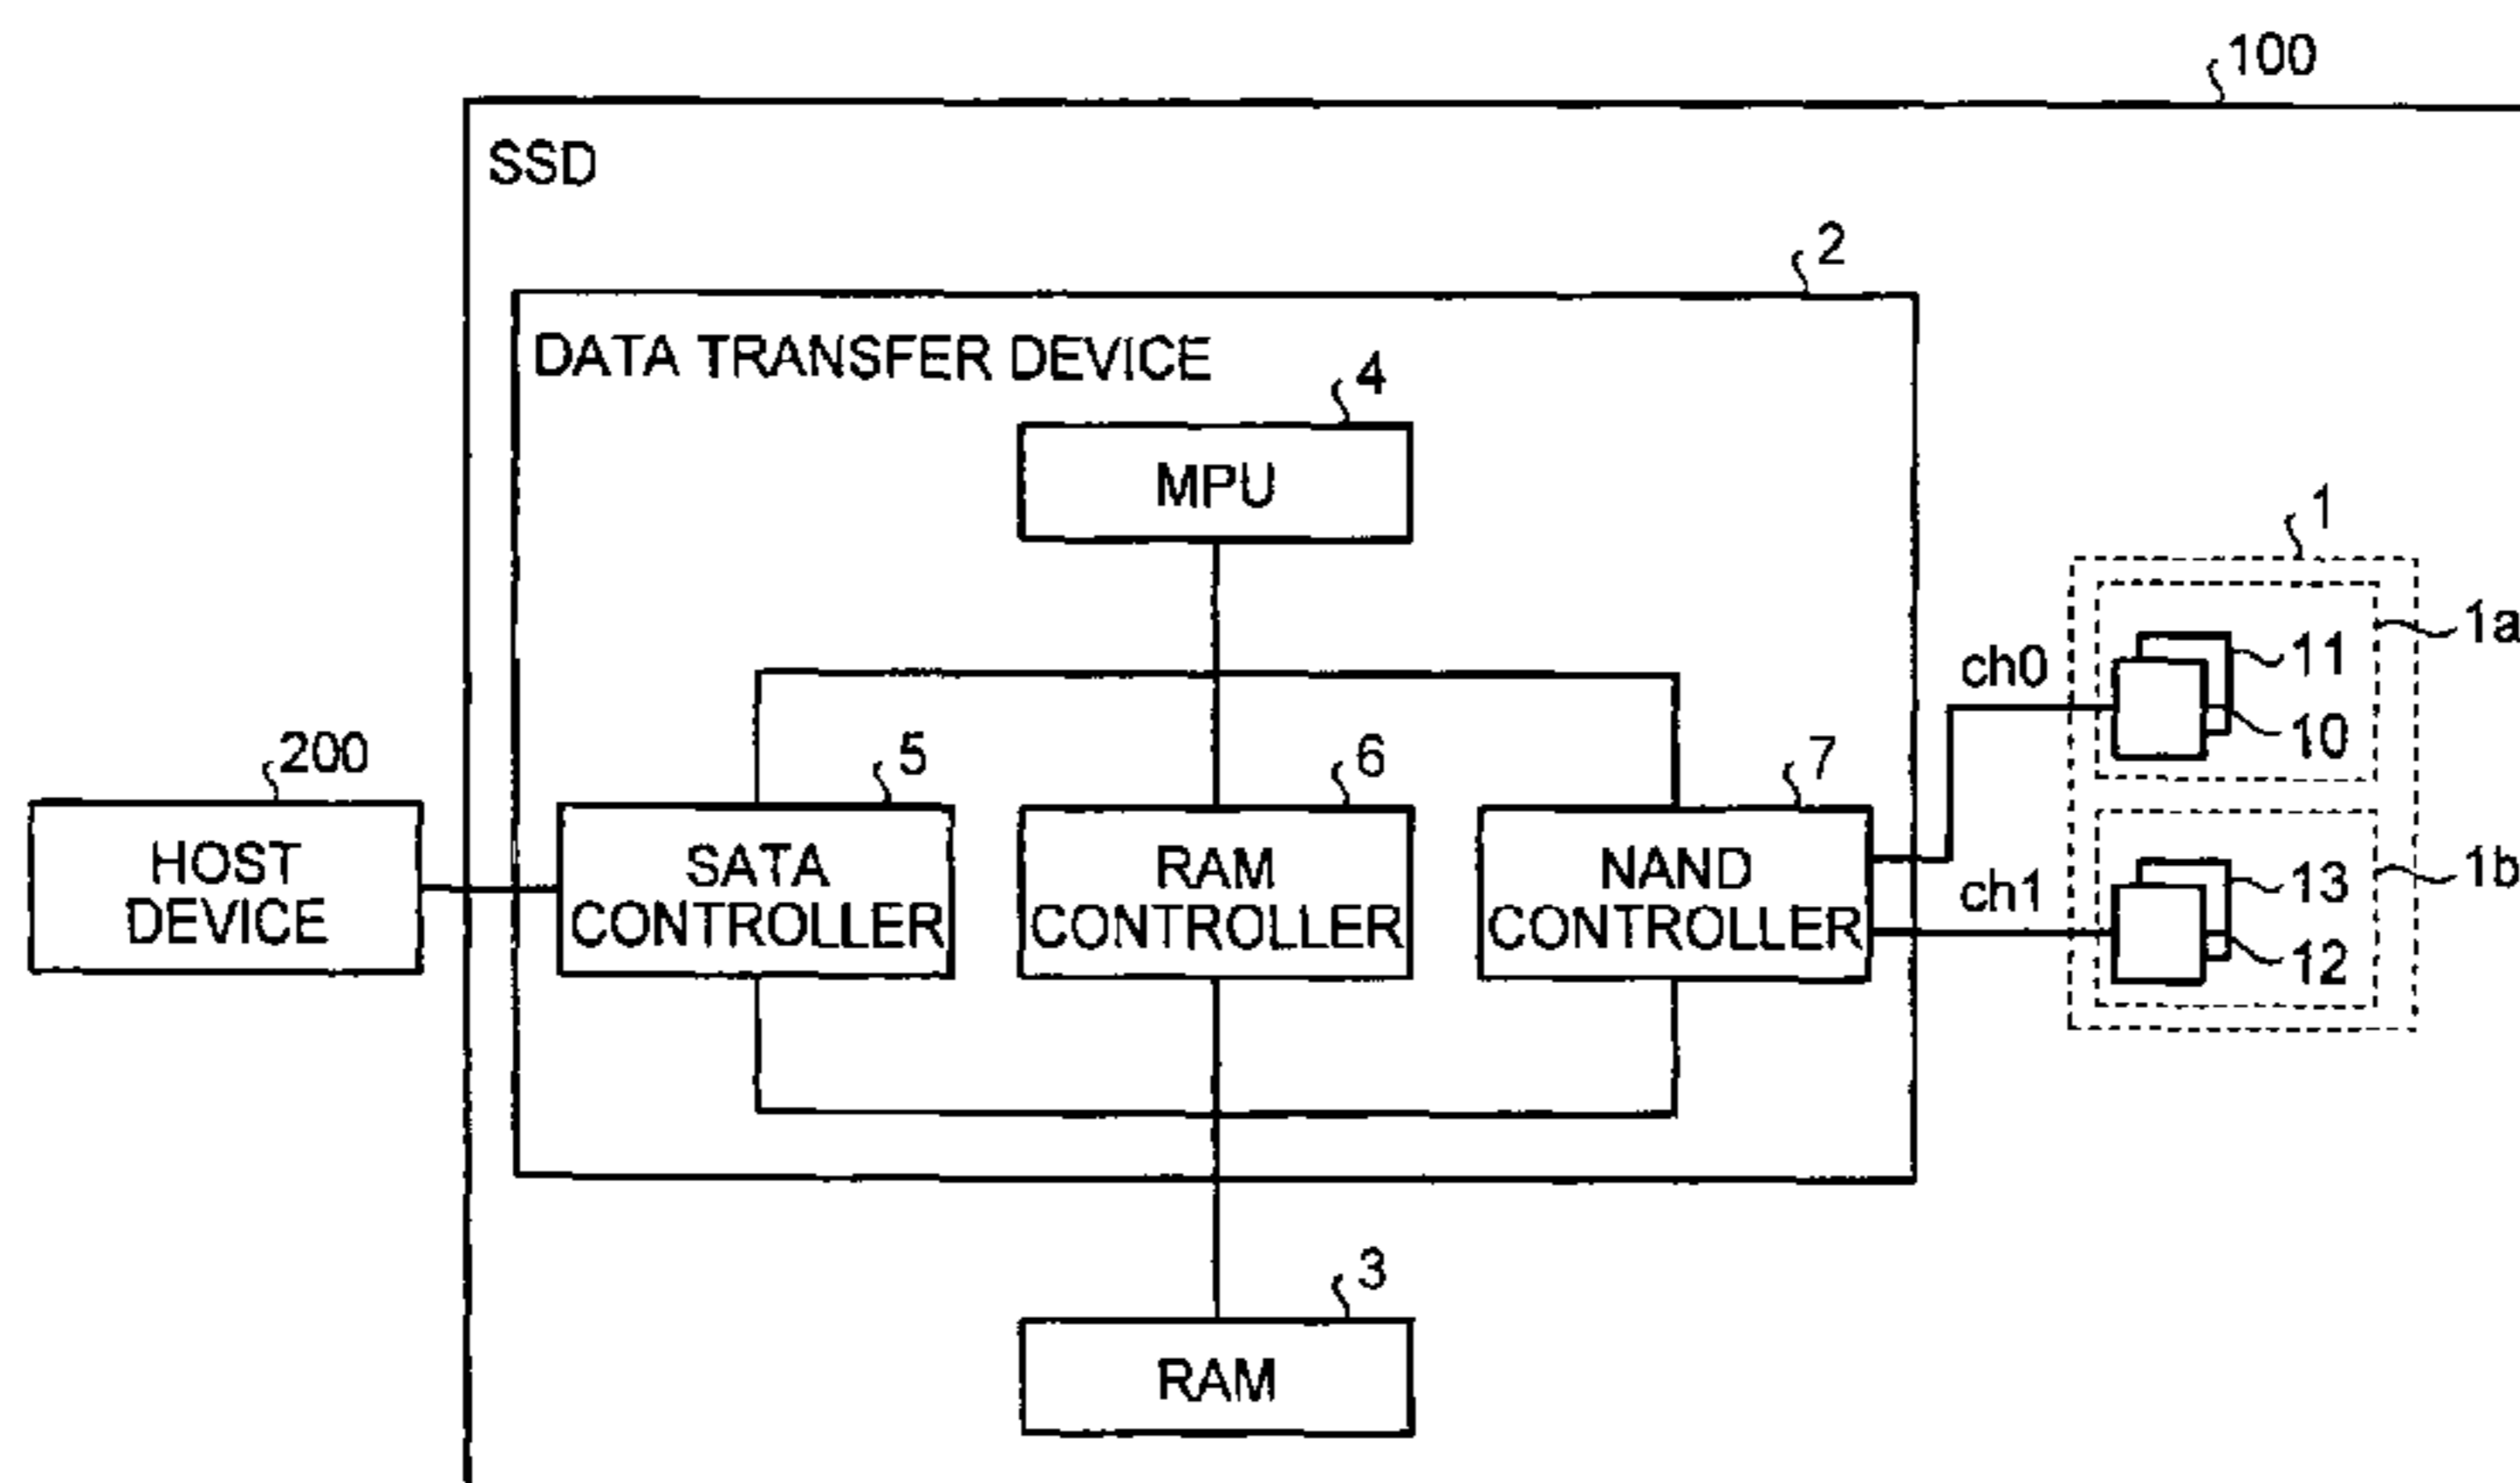 100
SSD
2
DATA TRANSFER DEVICE
4
MPU
1
1a
ch0
11
10
200
5
6
7
HOST
DEVICE
SATA
CONTROLLER
RAM
CONTROLLER
NAND
CONTROLLER
ch1
13
1b
12
3
RAM